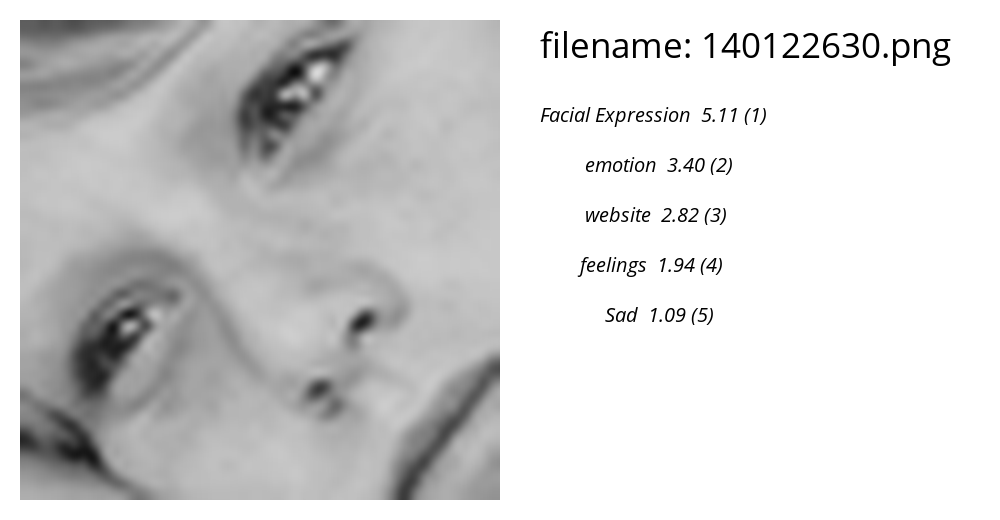 filename: 140122630.png
Facial Expression  5.11 (1)
emotion  3.40 (2)
website  2.82 (3)
feelings  1.94 (4)
Sad  1.09 (5)